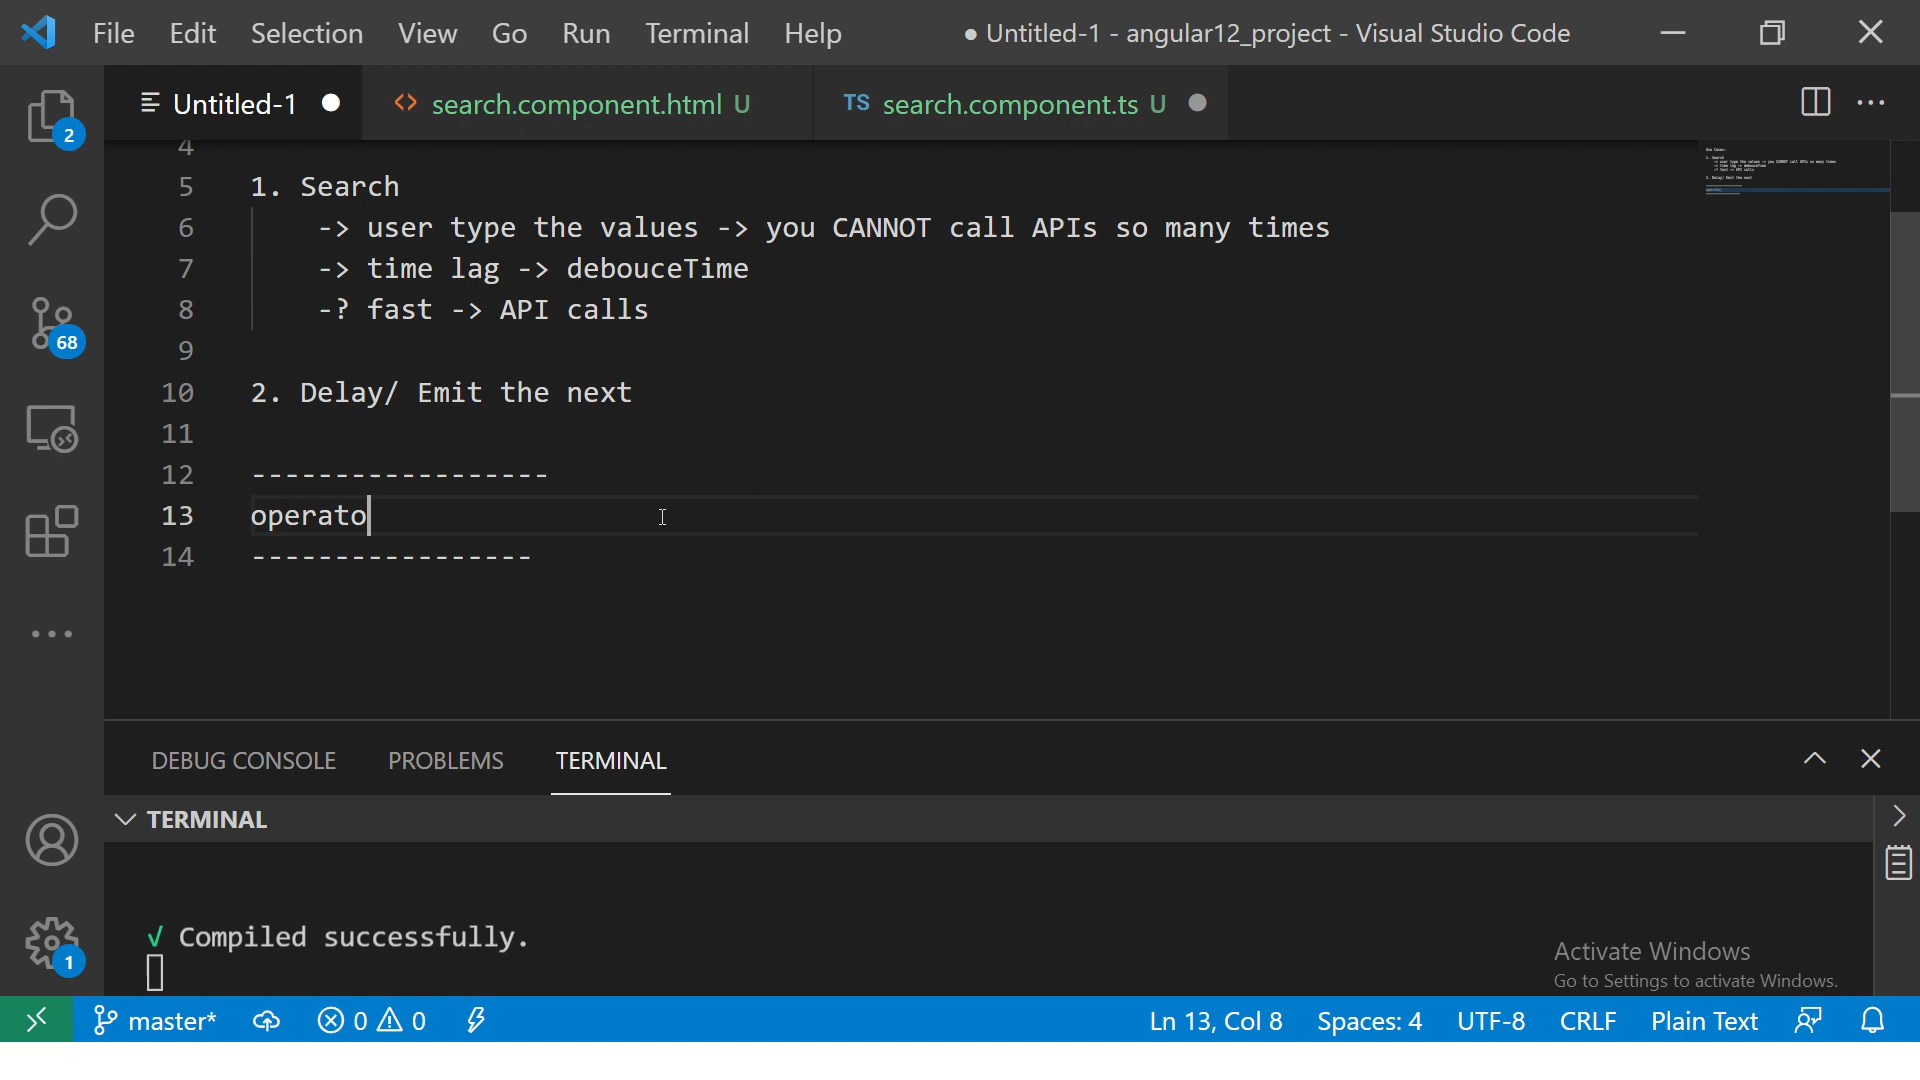 File Edit Selection View Go Run Terminal Help ● Untitled-1 - angular12_project - Visual Studio Code
Untitled-1 <> search.component.html U TS search.component.ts U
2
68
1
4
5 1. Search
6 -> user type the values -> you CANNOT call APIs so many times
7 -> time lag -> debouceTime
8 -? fast -> API calls
9
10 2. Delay/ Emit the next
11
12 ------------------
13 operato
14 -----------------
DEBUG CONSOLE PROBLEMS TERMINAL
TERMINAL
√ Compiled successfully.
Activate Windows
Go to Settings to activate Windows.
master* 0 0 Ln 13, Col 8 Spaces: 4 UTF-8 CRLF Plain Text